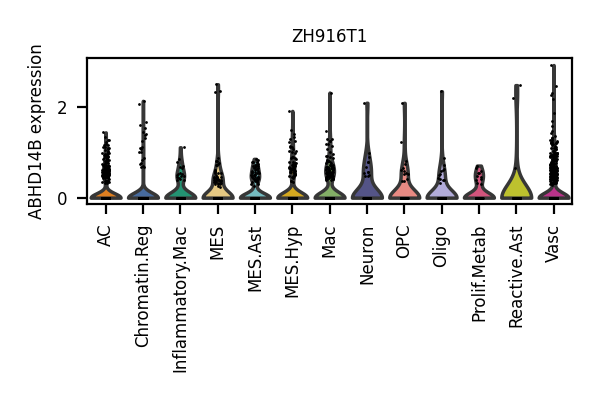 ZH916T1
ABHD14B expression
2
0
AC
Chromatin.Reg
Inflammatory.Mac
MES
MES.Ast
MES.Hyp
Mac
Neuron
OPC
Oligo
Prolif.Metab
Reactive.Ast
Vasc